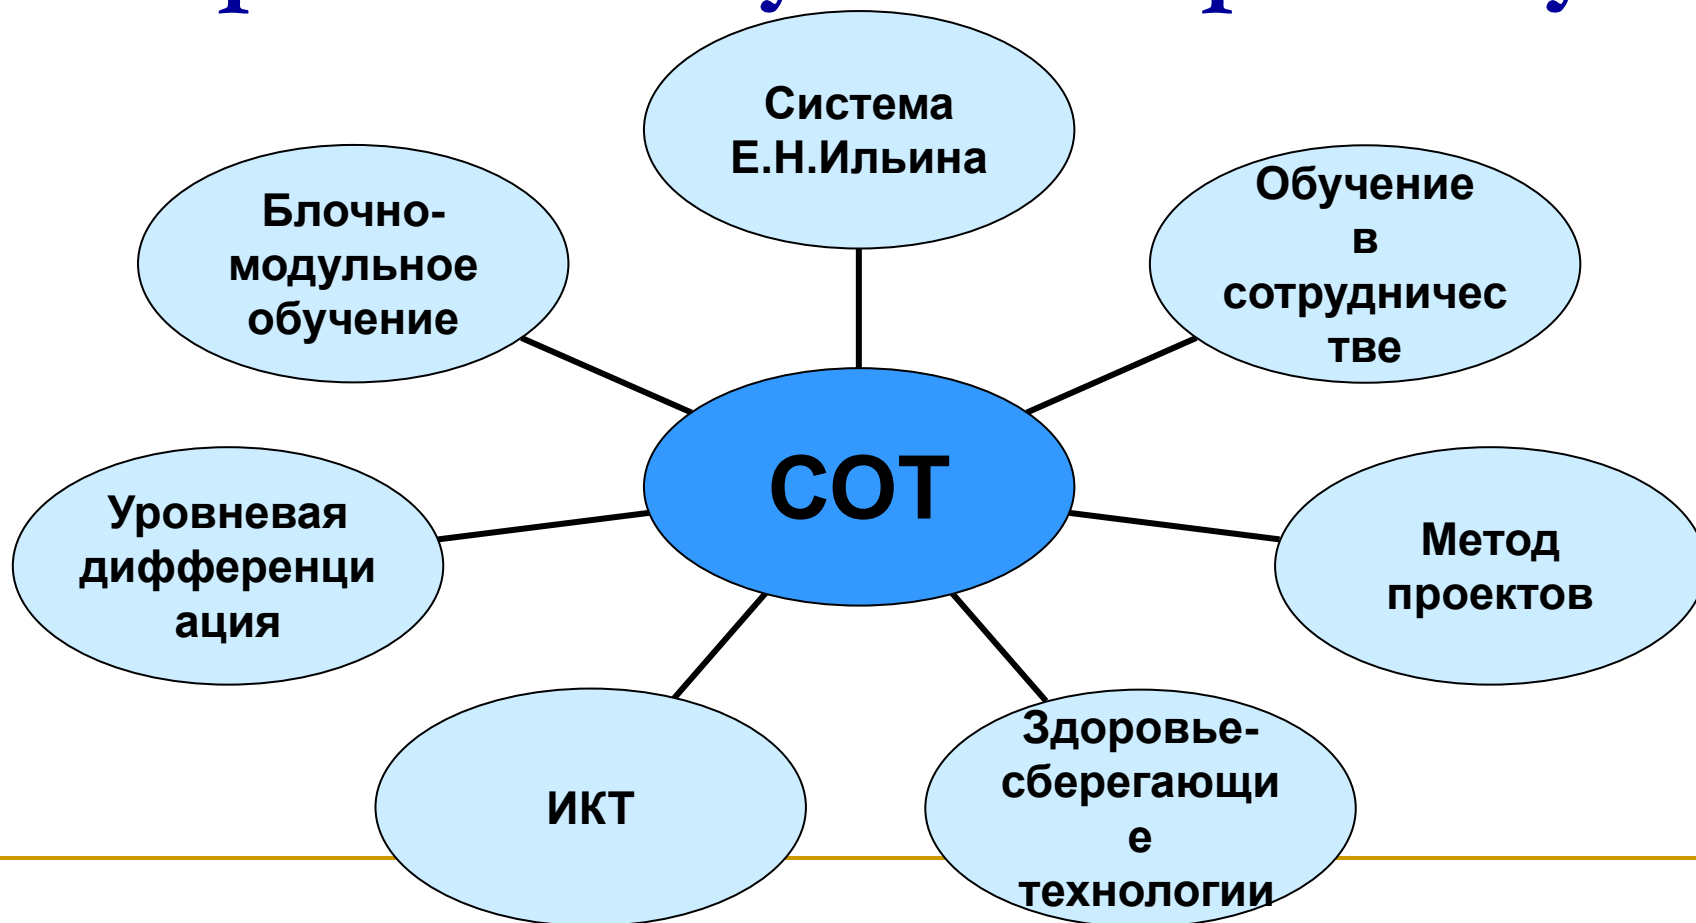 Система
Е.Н.Ильина
Обучение
в
сотрудничес
тве
Блочно-
модульное
обучение
СОТ
Уровневая
дифференци
ация
Метод
проектов
ИКТ
Здоровье-
сберегающи
е
технологии